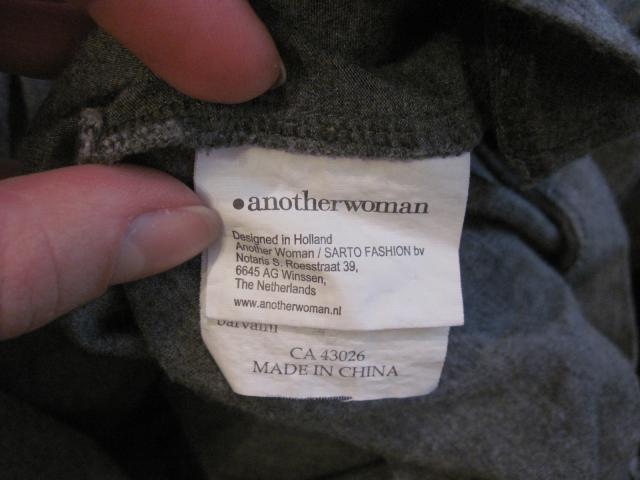 ●anotherwoman
Designed in Holland
Another Woman / SARTO FASHION bv
Notaris S. Roesstraat 39,
6645 AG Winssen,
The Netherlands
www.anotherwoman.nl
CA 43026
MADE IN CHINA